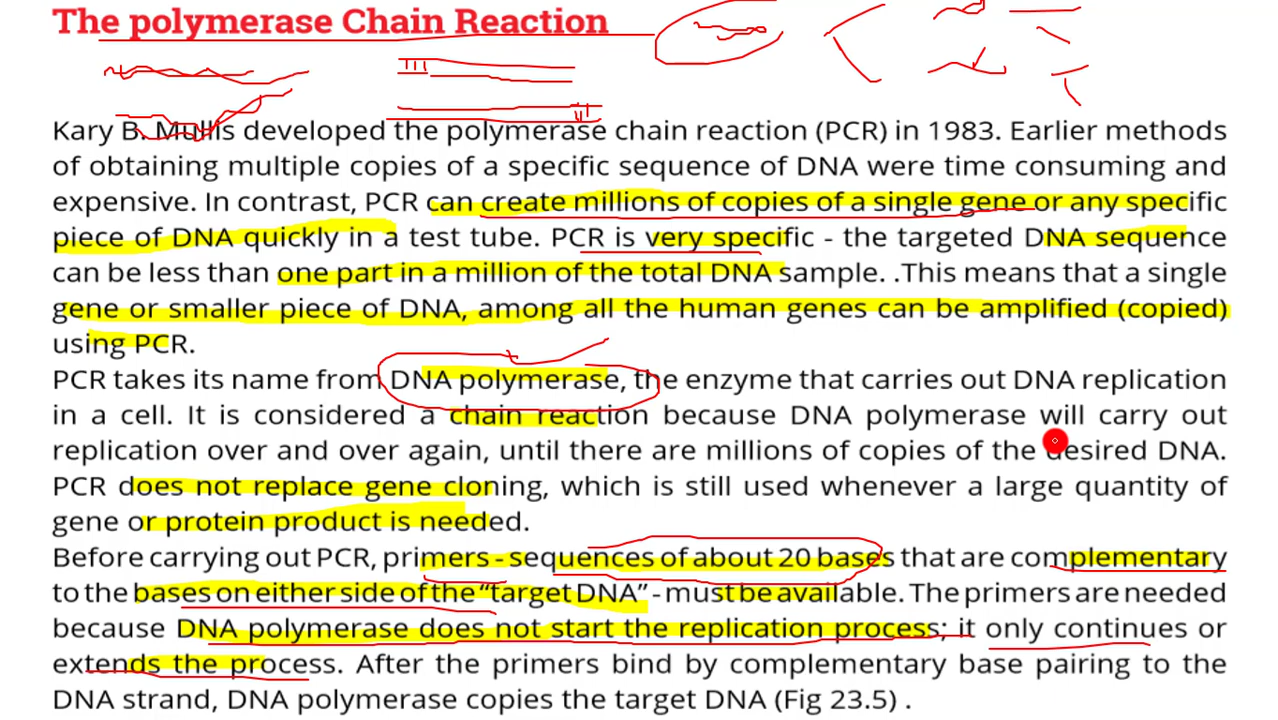 The polymerase Chain Reaction
Kary B. Mullis developed the polymerase chain reaction (PCR) in 1983. Earlier methods
of obtaining multiple copies of a specific sequence of DNA were time consuming and
expensive. In contrast, PCR can create millions of copies of a single gene or any specific
piece of DNA quickly in a test tube. PCR is very specific - the targeted DNA sequence
can be less than one part in a million of the total DNA sample. .This means that a single
gene or smaller piece of DNA, among all the human genes can be amplified (copied)
using PCR.
PCR takes its name from DNA polymerase, the enzyme that carries out DNA replication
in a cell. It is considered a chain reaction because DNA polymerase will carry out
replication over and over again, until there are millions of copies of the desired DNA.
PCR does not replace gene cloning, which is still used whenever a large quantity of
gene or protein product is needed.
Before carrying out PCR, primers - sequences of about 20 bases that are complementary
to the bases on either side of the “target DNA” - must be available. The primers are needed
because DNA polymerase does not start the replication process; it only continues or
extends the process. After the primers bind by complementary base pairing to the
DNA strand, DNA polymerase copies the target DNA (Fig 23.5) .